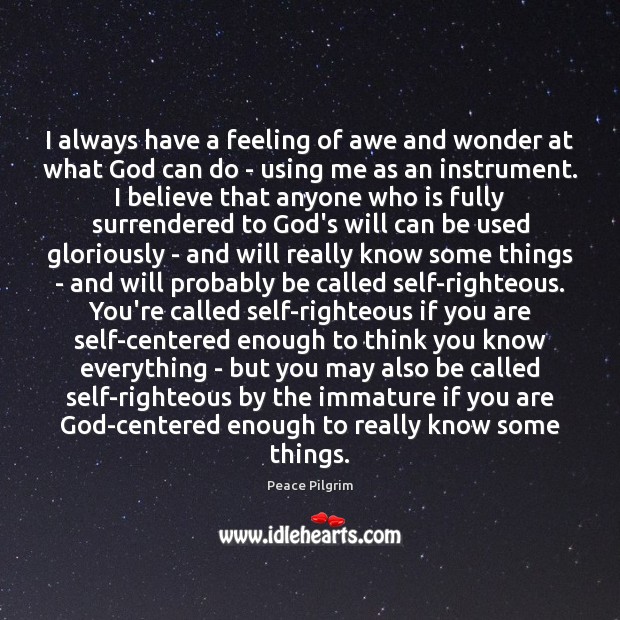 I always have a feeling of awe and wonder at
what God can do - using me as an instrument.
I believe that anyone who is fully
surrendered to God's will can be used
gloriously - and will really know some things
- and will probably be called self-righteous.
You're called self-righteous if you are
self-centered enough to think you know
everything - but you may also be called
self-righteous by the immature if you are
God-centered enough to really know some
things.
Peace Pilgrim
www.idlehearts.com